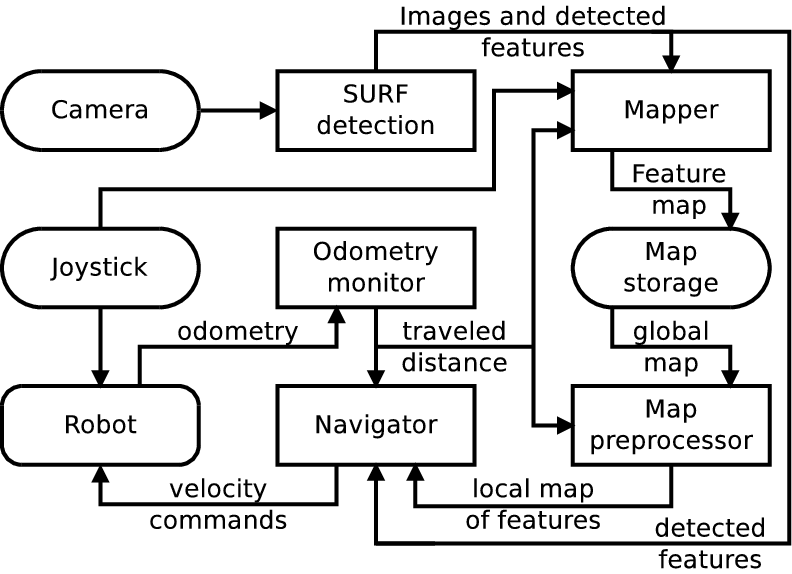 Images and detected
features
Camera
SURF
detection
Mapper
Feature
map
Joystick
Odometry
monitor
Map
storage
odometry
traveled
distance
global
map
Robot
Navigator
Map
preprocessor
velocity
commands
local map
of features
detected
features